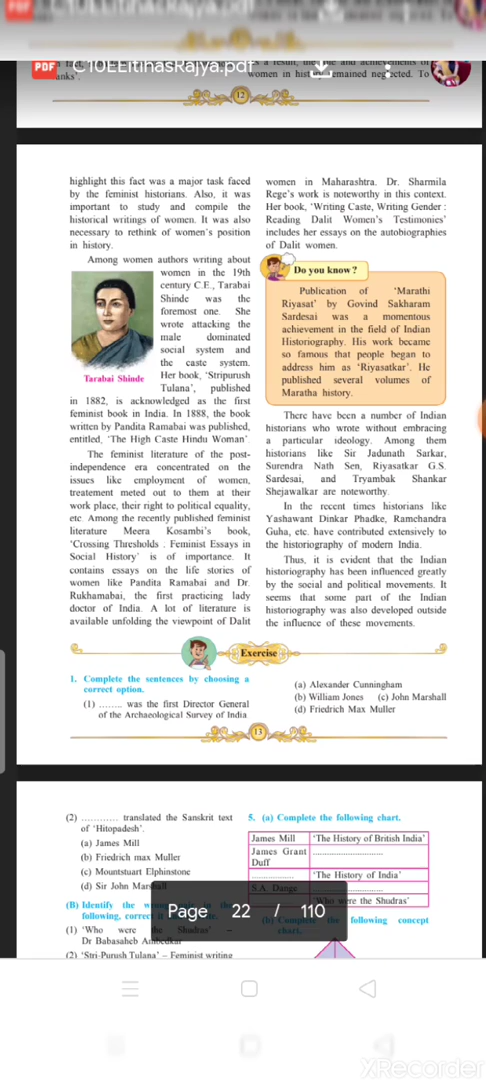 PDF C10EEitihasRajya.pdf
women in history remained neglected. To
12
highlight this fact was a major task faced
by the feminist historians. Also, it was
important to study and compile the
historical writings of women. It was also
necessary to rethink of women's position
in history.
Among women authors writing about
women in the 19th
century C.E., Tarabai
Shinde was the
foremost one. She
wrote attacking the
male dominated
social system and
the caste system.
Her book, 'Stripurush
Tulana', published
Tarabai Shinde
in 1882, is acknowledged as the first
feminist book in India. In 1888, the book
written by Pandita Ramabai was published,
entitled, 'The High Caste Hindu Woman'.
The feminist literature of the post-
independence era concentrated on the
issues like employment of women,
treatement meted out to them at their
work place, their right to political equality,
etc. Among the recently published feminist
literature Meera Kosambi's book,
'Crossing Thresholds : Feminist Essays in
Social History' is of importance. It
contains essays on the life stories of
women like Pandita Ramabai and Dr.
Rukhamabai, the first practicing lady
doctor of India. A lot of literature is
available unfolding the viewpoint of Dalit
women in Maharashtra. Dr. Sharmila
Rege's work is noteworthy in this context.
Her book, 'Writing Caste, Writing Gender :
Reading Dalit Women's Testimonies'
includes her essays on the autobiographies
of Dalit women.
Do you know?
Publication of 'Marathi
Riyasat' by Govind Sakharam
Sardesai was a momentous
achievement in the field of Indian
Historiography. His work became
so famous that people began to
address him as 'Riyasatkar'. He
published several volumes of
Maratha history.
There have been a number of Indian
historians who wrote without embracing
a particular ideology. Among them
historians like Sir Jadunath Sarkar,
Surendra Nath Sen, Riyasatkar G.S.
Sardesai, and Tryambak Shankar
Shejawalkar are noteworthy.
In the recent times historians like
Yashawant Dinkar Phadke, Ramchandra
Guha, etc. have contributed extensively to
the historiography of modern India.
Thus, it is evident that the Indian
historiography has been influenced greatly
by the social and political movements. It
seems that some part of the Indian
historiography was also developed outside
the influence of these movements.
Exercise
1. Complete the sentences by choosing a
correct option.
(1) ........ was the first Director General
of the Archaeological Survey of India
(a) Alexander Cunningham
(b) William Jones (c) John Marshall
(d) Friedrich Max Muller
13
(2) ............ translated the Sanskrit text
of 'Hitopadesh'.
(a) James Mill
(b) Friedrich max Muller
(c) Mountstuart Elphinstone
(d) Sir John Marshall
(B) Identify the wrong pair in the
following, correct it
(1) 'Who were the Shudras' –
Dr Babasaheb Ambedkar
(2) 'Stri-Purush Tulana' – Feminist writing
5. (a) Complete the following chart.
James Mill 'The History of British India'
James Grant Duff ..............................
.................. 'The History of India'
S.A. Dange ..............
'Who were the Shudras'
(b) Complete the following concept
chart.
Page 22 / 110
XRecorder